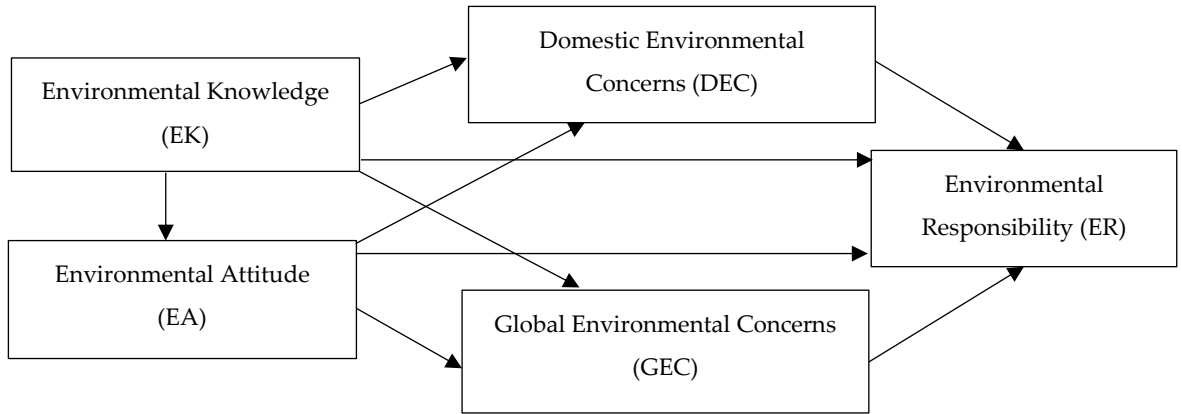 Domestic Environmental
Concerns (DEC)
Environmental Knowledge
(EK)
Environmental
Responsibility (ER)
Environmental Attitude
(EA)
Global Environmental Concerns
(GEC)